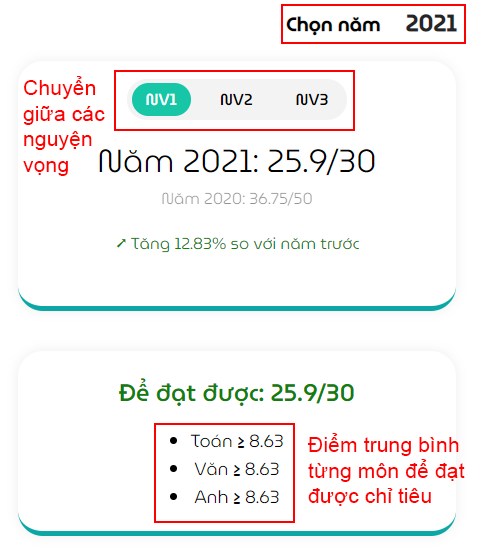 Chọn năm 2021
Chuyển
giữa các
nguyện
vọng
NV1 NV2 NV3
Năm 2021: 25.9/30
Năm 2020: 36.75/50
↗ Tăng 12.83% so với năm trước
Để đạt được: 25.9/30
• Toán ≥ 8.63
• Văn ≥ 8.63
• Anh ≥ 8.63
Điểm trung bình
từng môn để đạt
được chỉ tiêu